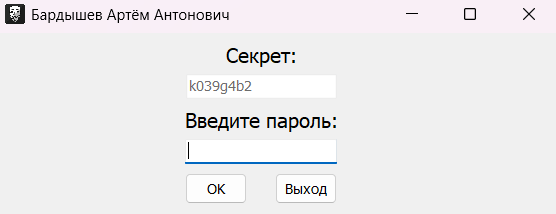 Бардышев Артём Антонович
Секрет:
k039g4b2
Введите пароль:
OK Выход